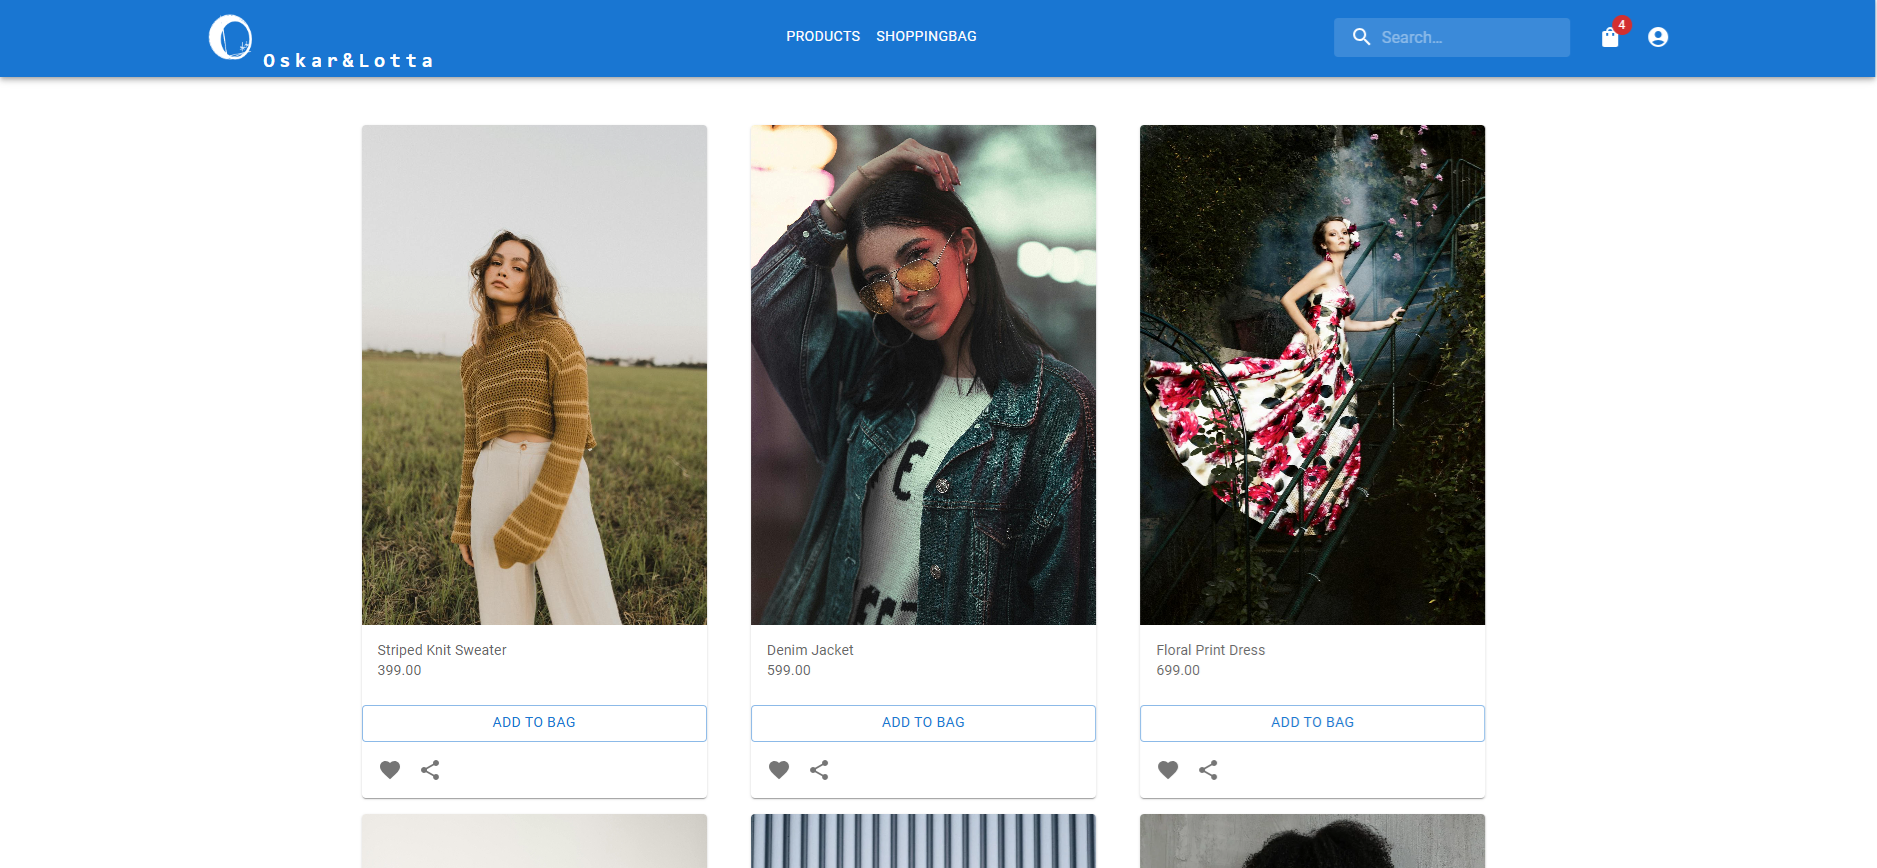 Oskar&Lotta
PRODUCTS
SHOPPINGBAG
Search…
4
Striped Knit Sweater
399.00
ADD TO BAG
Denim Jacket
599.00
ADD TO BAG
Floral Print Dress
699.00
ADD TO BAG